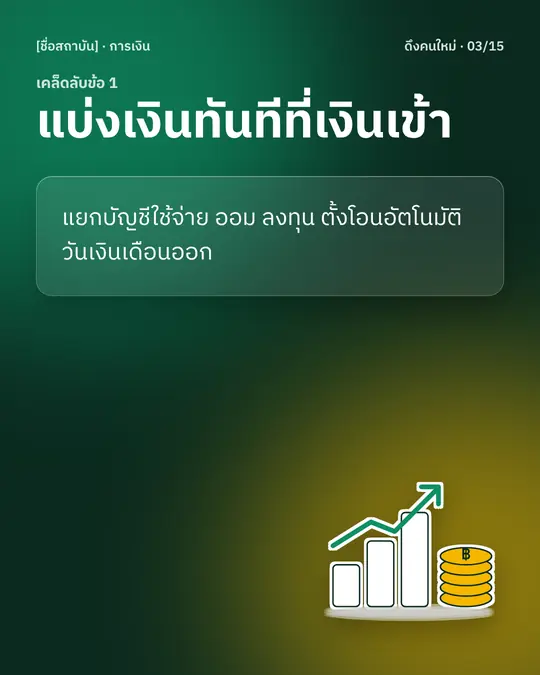 [ชื่อสถาบัน] · การเงิน
ดึงคนใหม่ · 03/15
เคล็ดลับข้อ 1
แบ่งเงินทันทีที่เงินเข้า
แยกบัญชีใช้จ่าย ออม ลงทุน ตั้งโอนอัตโนมัติ
วันเงินเดือนออก
฿